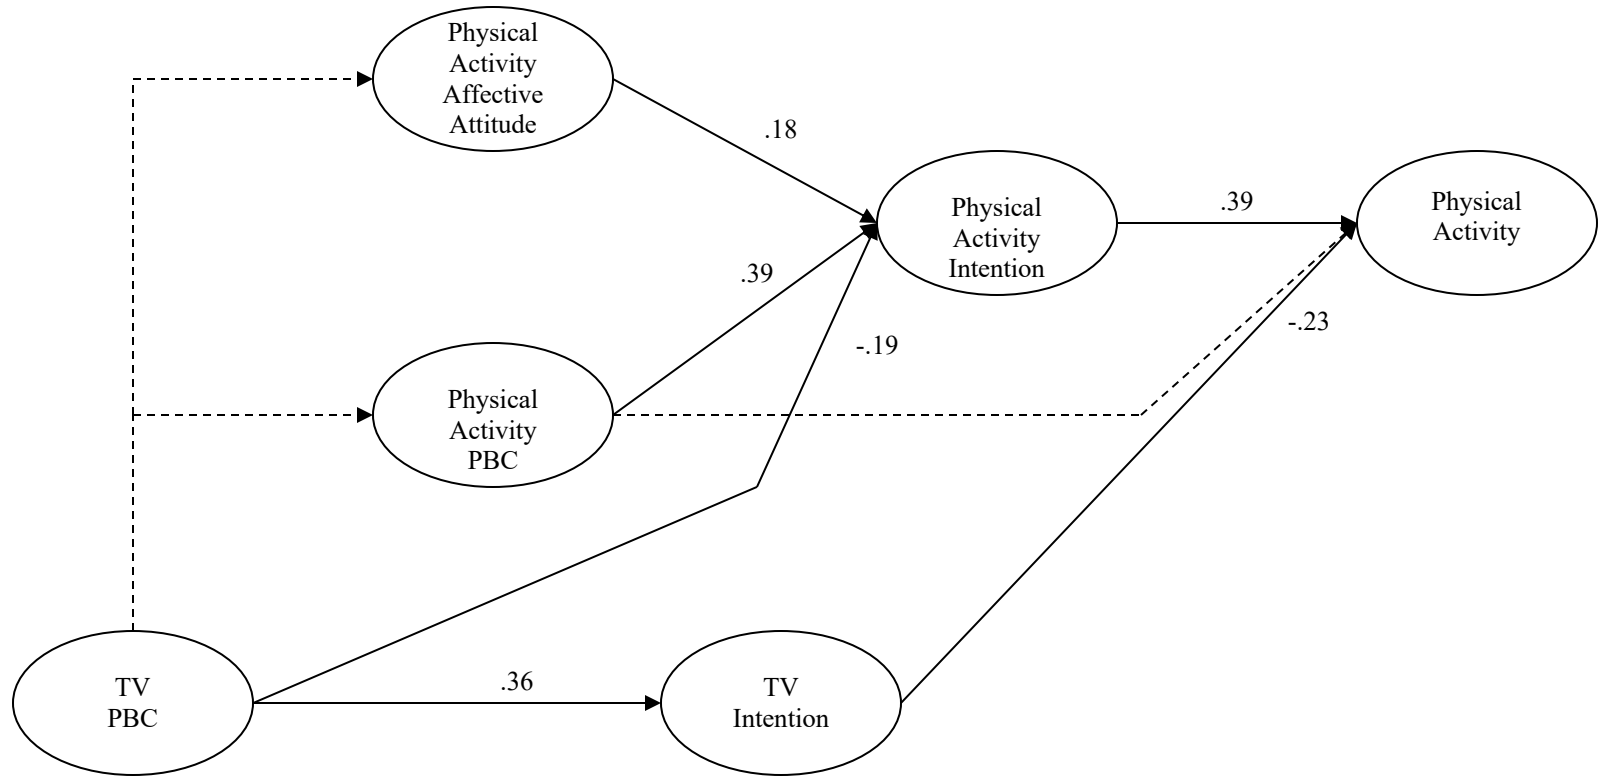 Physical
Activity
Affective
Attitude
.18
Physical
Activity
Intention
.39
Physical
Activity
.39
-.19
-.23
Physical
Activity
PBC
TV
PBC
.36
TV
Intention